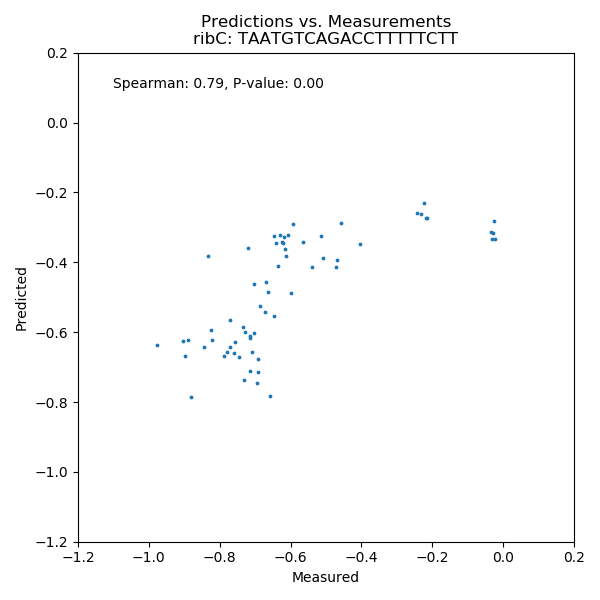 Predictions vs. Measurements
ribC: TAATGTCAGACCTTTTTCTT
Spearman: 0.79, P-value: 0.00
0.2
0.0
−0.2
−0.4
−0.6
−0.8
−1.0
−1.2
Predicted
−1.2 −1.0 −0.8 −0.6 −0.4 −0.2 0.0 0.2
Measured